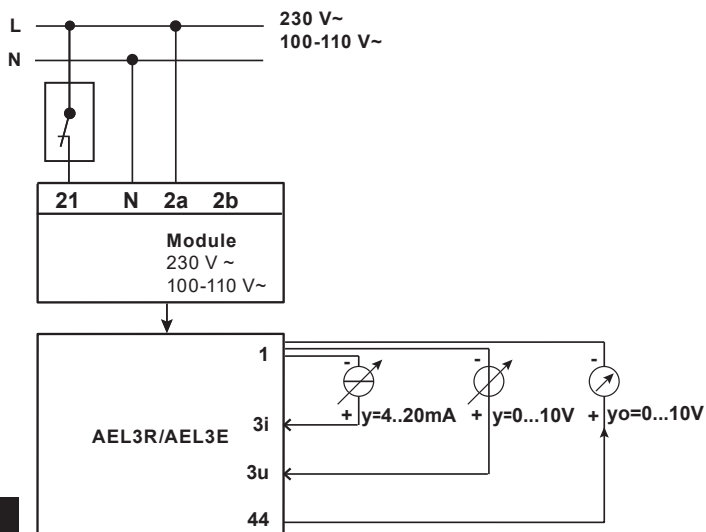 L
230 V~
100-110 V~
N
21 N 2a 2b
Module
230 V ~
100-110 V~
1
- - -
+ y=4..20mA + y=0...10V + yo=0...10V
3i
AEL3R/AEL3E
3u
44